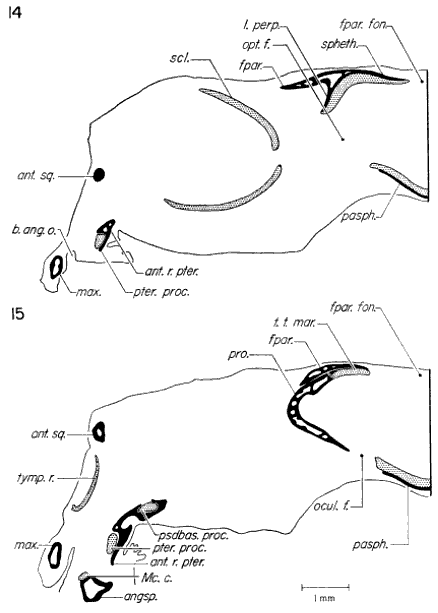 14
l. perp.
fpar. fon.
opt. f.
spheth.
scl.
fpar.
ant. sq.
b. ang. o.
pasph.
ant. r. pter.
max.
pter. proc.
15
fpar. fon.
t. t. mar.
fpar.
pro.
ant. sq.
tymp. r.
ocul. f.
psdbas. proc.
max.
pter. proc.
pasph.
ant. r. pter.
Mc. c.
angsp.
1 mm